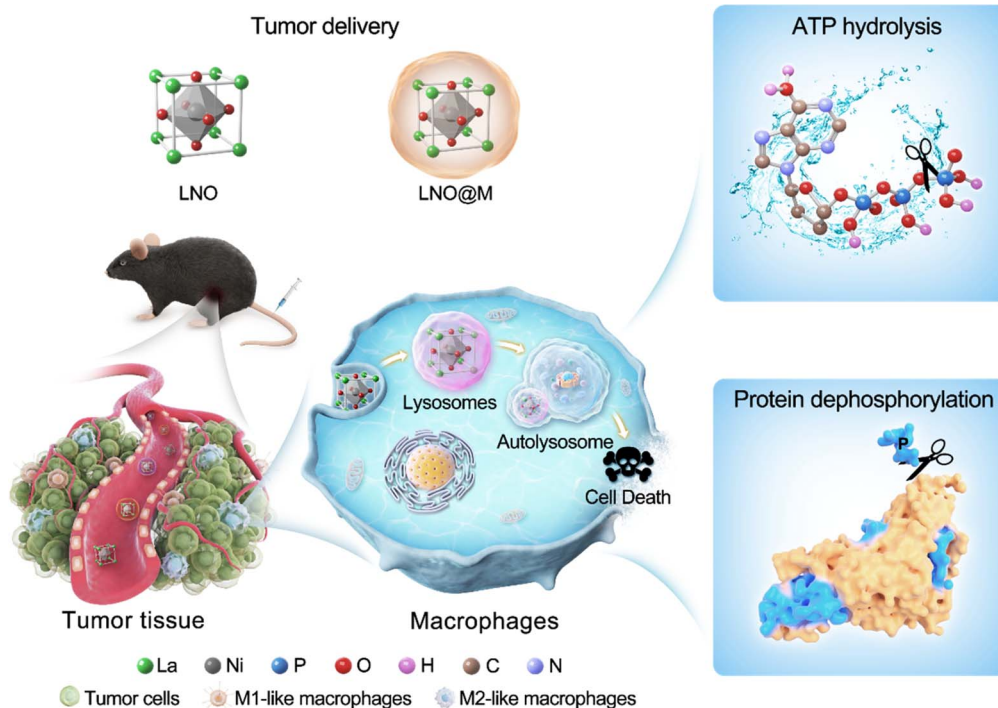 Tumor delivery
LNO
LNO@M
ATP hydrolysis
Lysosomes
Autolysosome
Cell Death
Protein dephosphorylation
P
Tumor tissue
Macrophages
La Ni P O H C N
Tumor cells M1-like macrophages M2-like macrophages